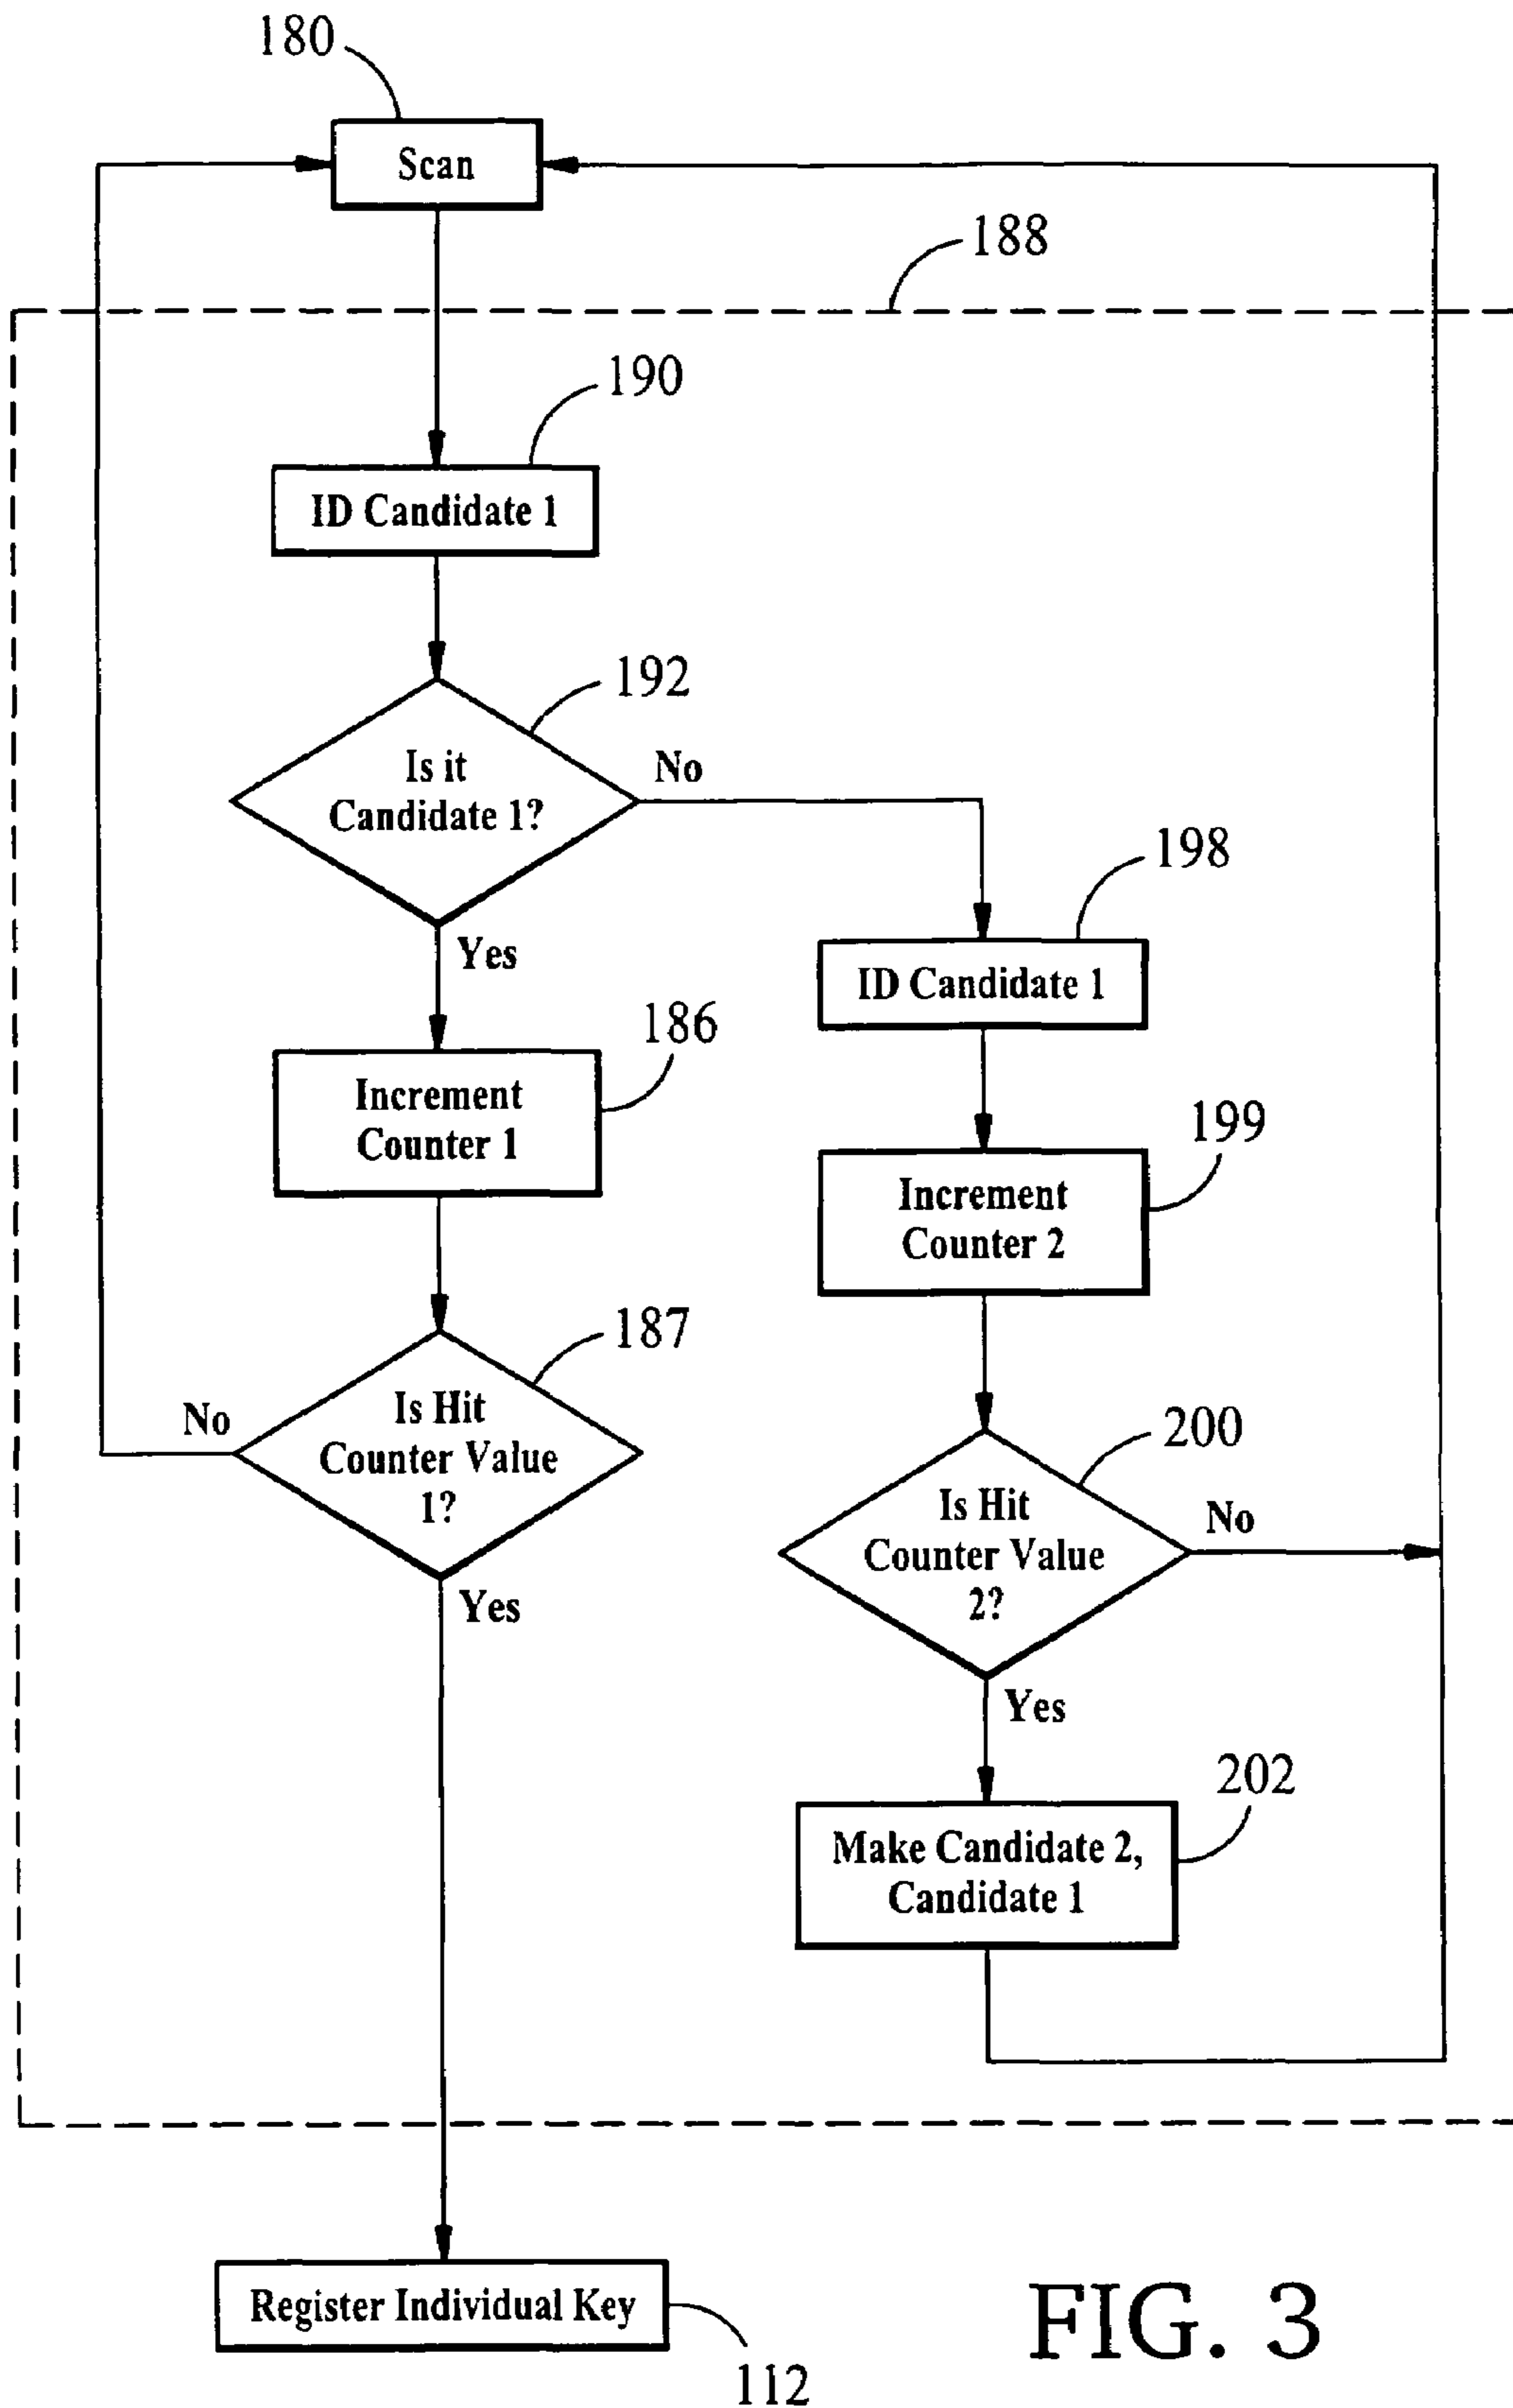 180
Scan
188
190
ID Candidate 1
192
Is it
Candidate 1?
No
198
Yes
ID Candidate 1
186
Increment
Counter 1
199
Increment
Counter 2
187
Is Hit
Counter Value
1?
No
200
Is Hit
Counter Value
2?
No
Yes
Yes
202
Make Candidate 2,
Candidate 1
Register Individual Key
112
FIG. 3